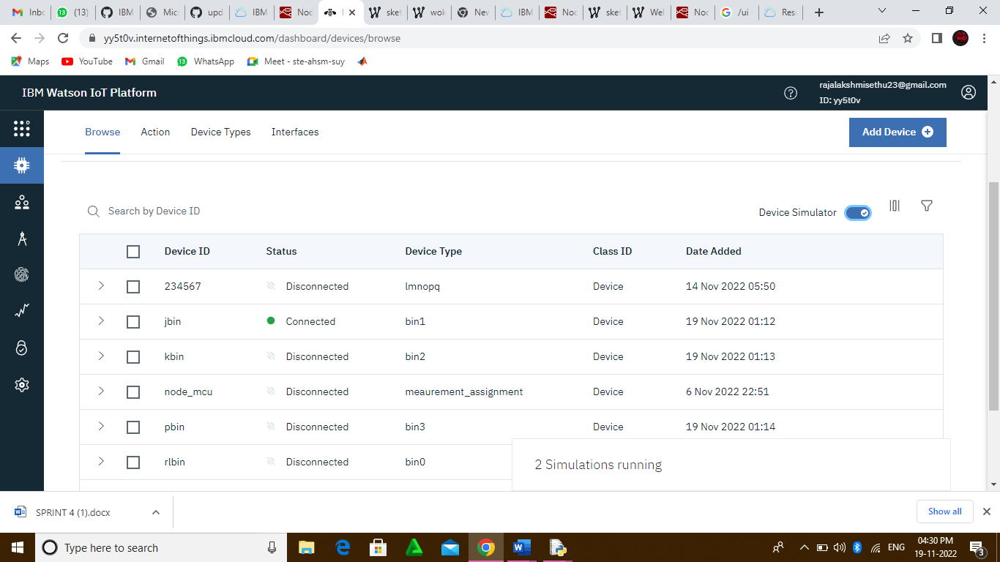 Inbo (13) IBM Mic upd IBM Noc I sket wok Nev IBM Noc sket Wel Noc /ui Res
yy5t0v.internetofthings.ibmcloud.com/dashboard/devices/browse
Maps YouTube Gmail 13 WhatsApp Meet - ste-ahsm-suy
IBM Watson IoT Platform
rajalakshmisethu23@gmail.com
ID: yy5t0v
Browse Action Device Types Interfaces Add Device
Search by Device ID Device Simulator
Device ID Status Device Type Class ID Date Added
234567 Disconnected lmnopq Device 14 Nov 2022 05:50
jbin Connected bin1 Device 19 Nov 2022 01:12
kbin Disconnected bin2 Device 19 Nov 2022 01:13
node_mcu Disconnected meaurement_assignment Device 6 Nov 2022 22:51
pbin Disconnected bin3 Device 19 Nov 2022 01:14
rlbin Disconnected bin0
2 Simulations running
SPRINT 4 (1).docx Show all
Type here to search ENG
04:30 PM
19-11-2022
3